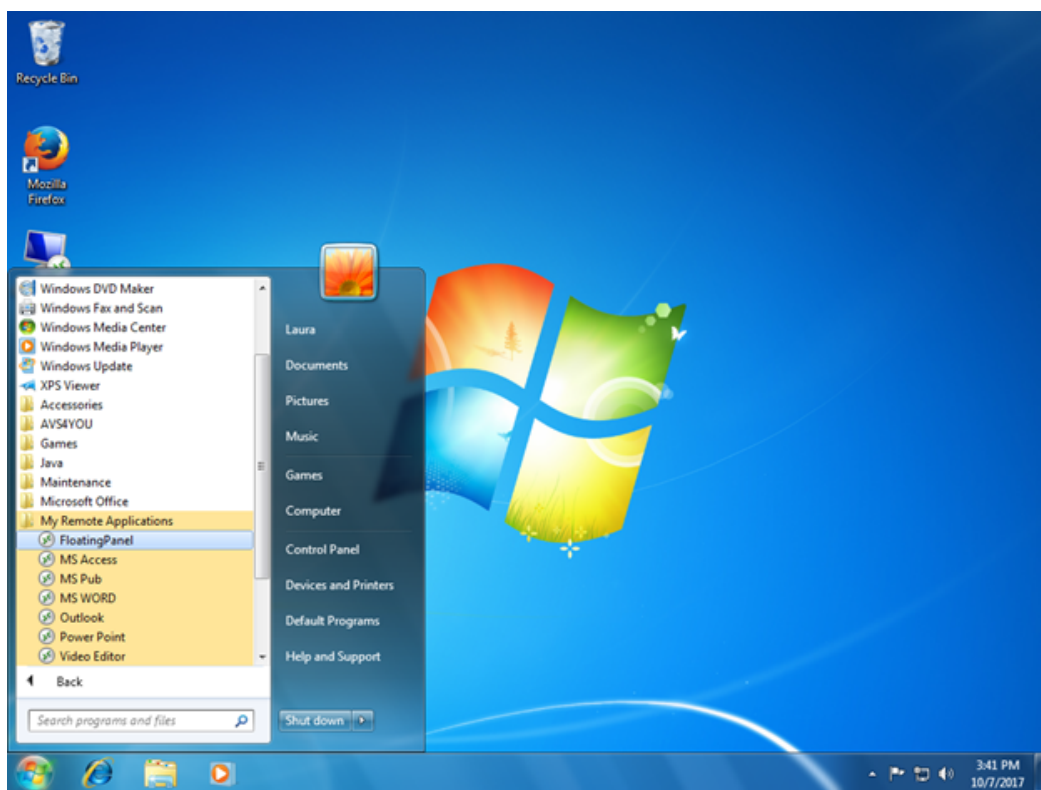 Recycle Bin
Mozilla
Firefox
Windows DVD Maker
Windows Fax and Scan
Windows Media Center
Windows Media Player
Windows Update
XPS Viewer
Accessories
AVS4YOU
Games
Java
Maintenance
Microsoft Office
My Remote Applications
FloatingPanel
MS Access
MS Pub
MS WORD
Outlook
Power Point
Video Editor
Back
Search programs and files
Laura
Documents
Pictures
Music
Games
Computer
Control Panel
Devices and Printers
Default Programs
Help and Support
Shut down
3:41 PM
10/7/2017